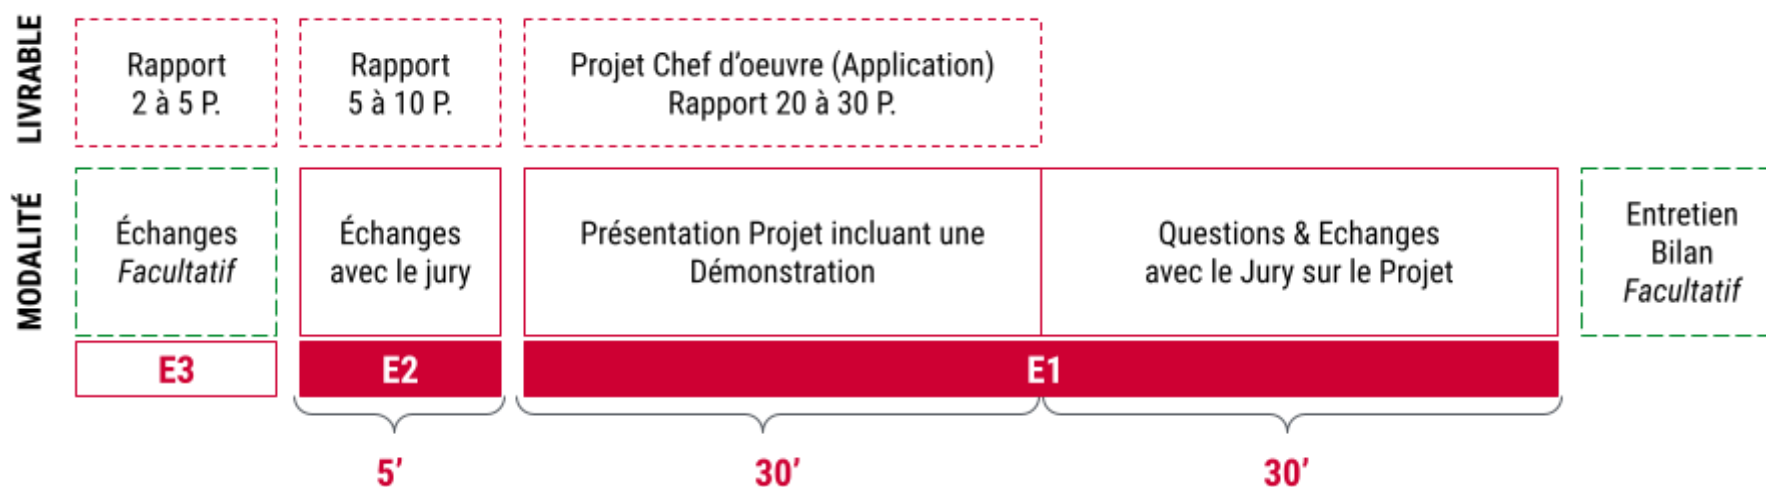 LIVRABLE
Rapport
2 à 5 P.
Rapport
5 à 10 P.
Projet Chef d'oeuvre (Application)
Rapport 20 à 30 P.
MODALITÉ
Échanges
Facultatif
Échanges
avec le jury
Présentation Projet incluant une
Démonstration
Questions & Echanges
avec le Jury sur le Projet
Entretien
Bilan
Facultatif
E3
E2
E1
5’
30’
30’